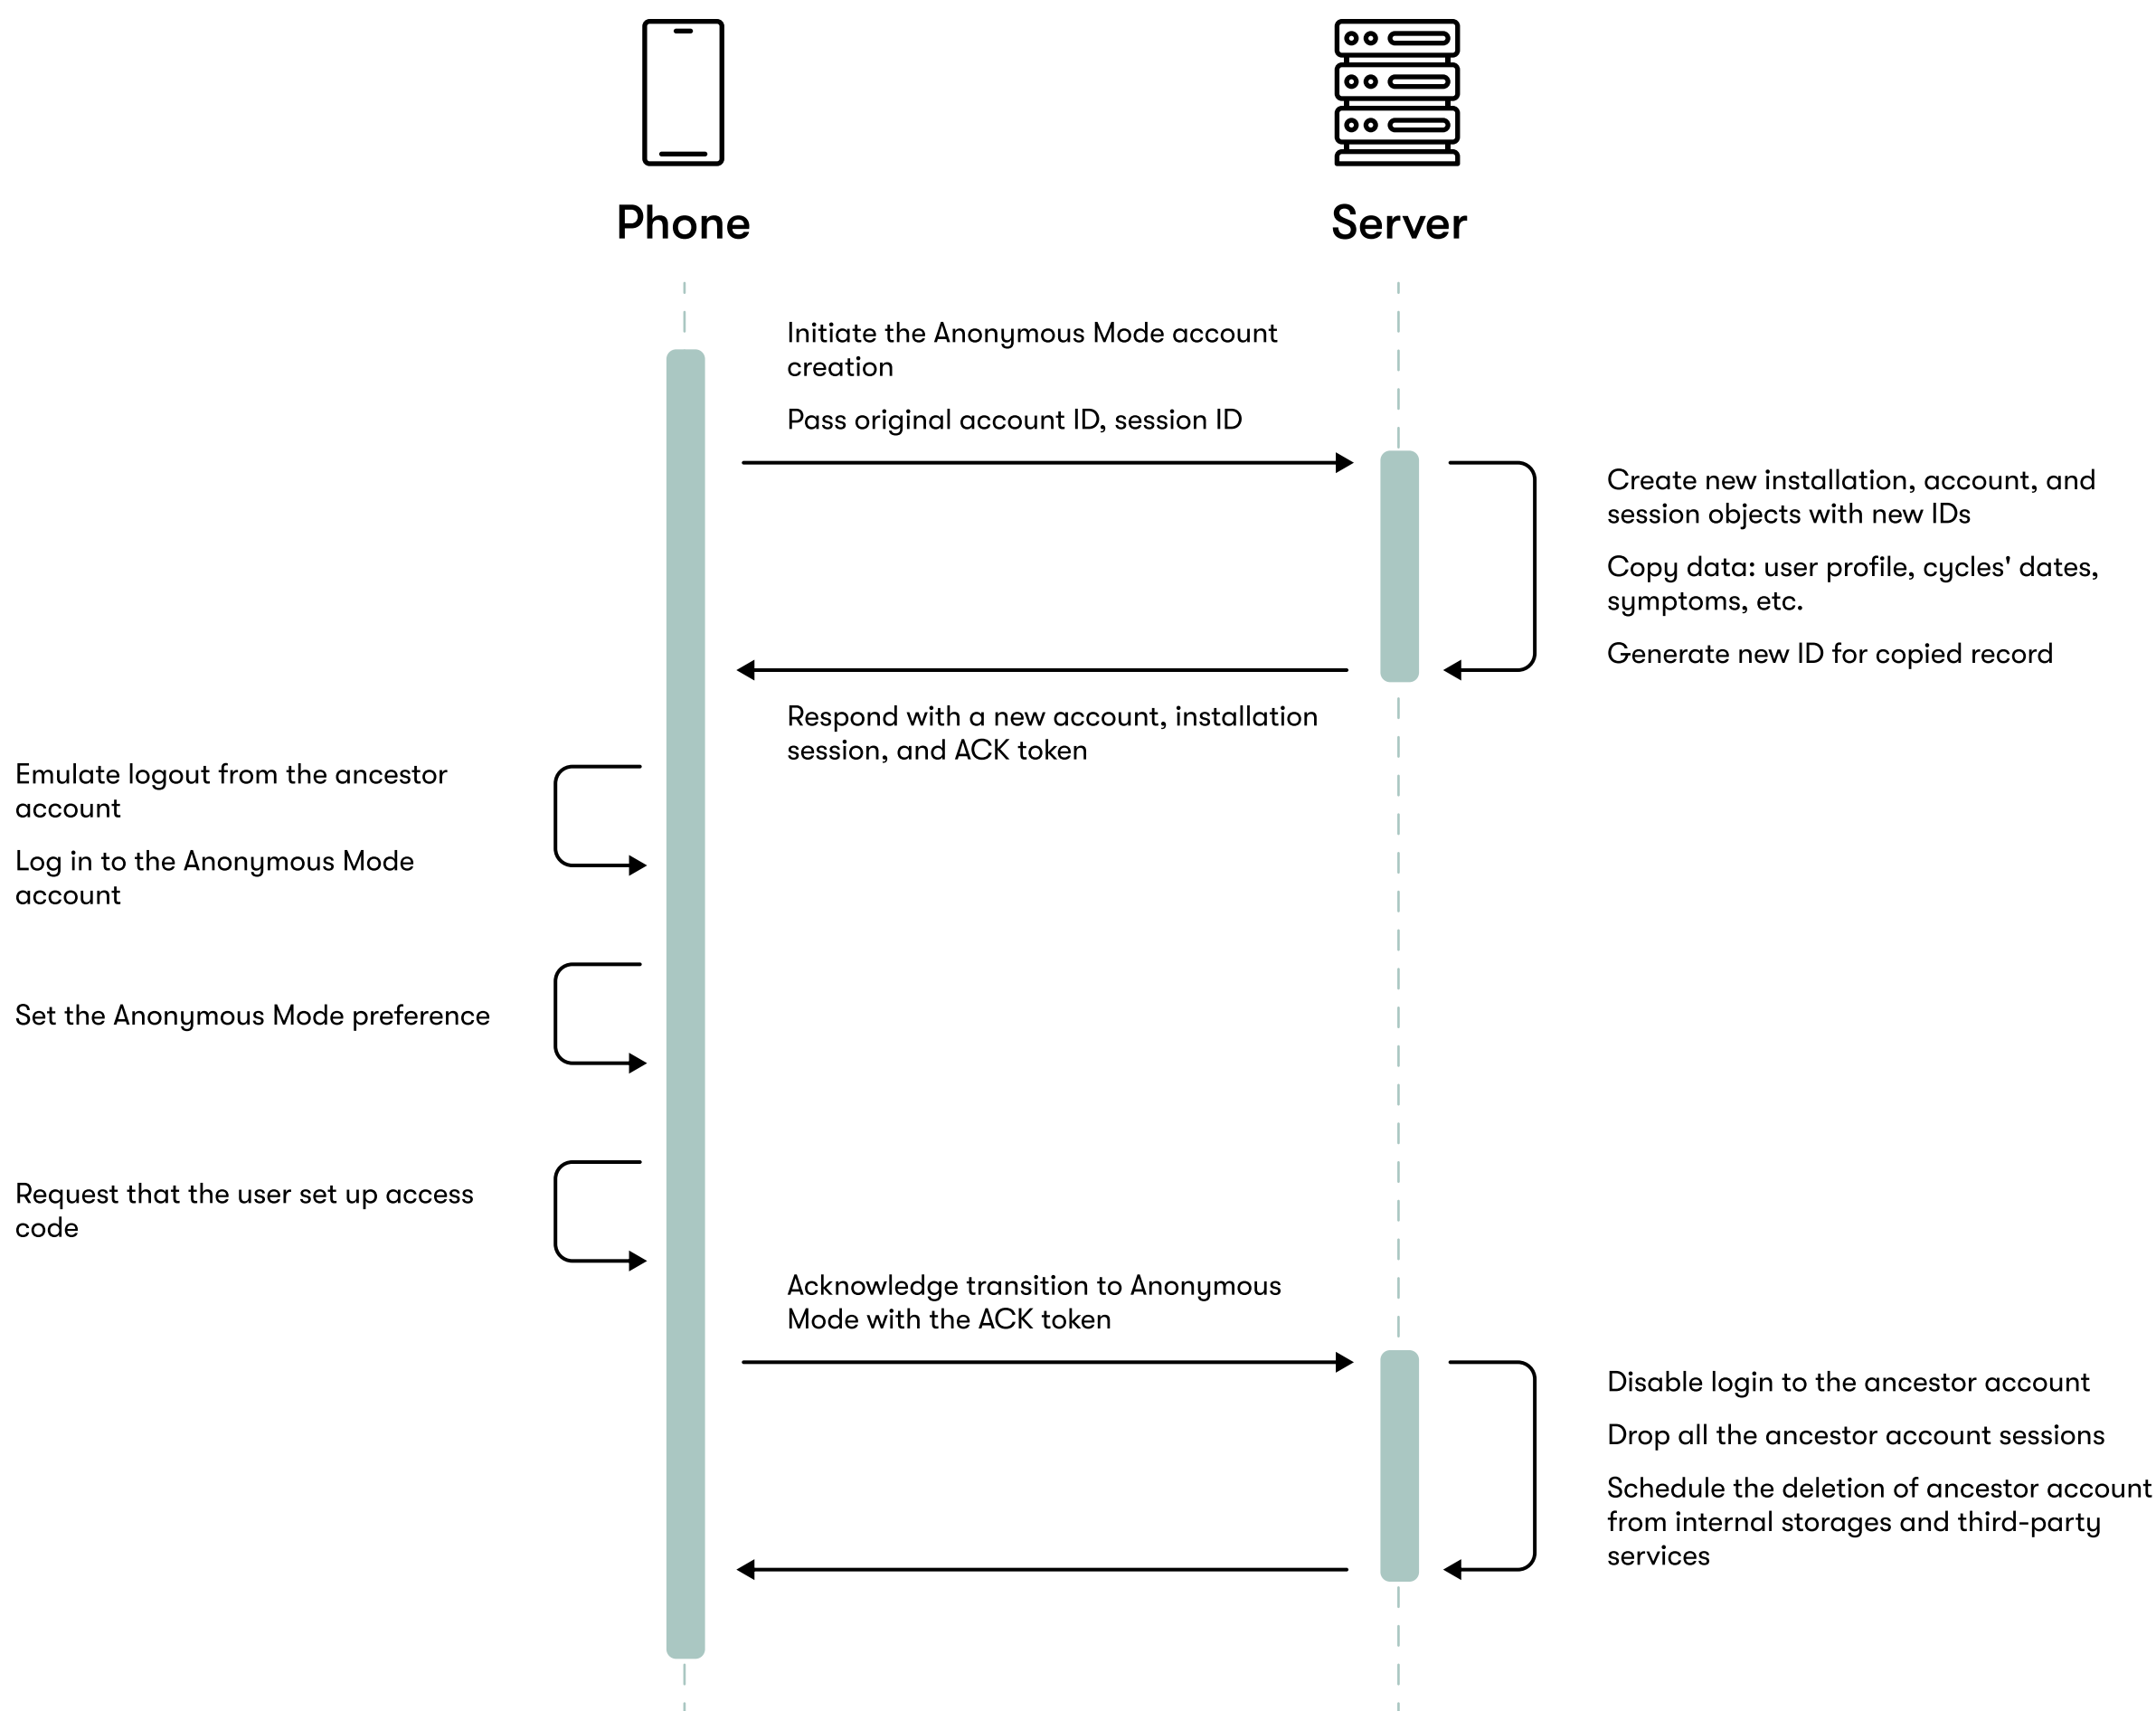 Phone
Server
Initiate the Anonymous Mode account
creation
Pass original account ID, session ID
Create new installation, account, and
session objects with new IDs
Copy data: user profile, cycles' dates,
symptoms, etc.
Generate new ID for copied record
Respond with a new account, installation
session, and ACK token
Emulate logout from the ancestor
account
Log in to the Anonymous Mode
account
Set the Anonymous Mode preference
Request that the user set up access
code
Acknowledge transition to Anonymous
Mode with the ACK token
Disable login to the ancestor account
Drop all the ancestor account sessions
Schedule the deletion of ancestor account
from internal storages and third-party
services